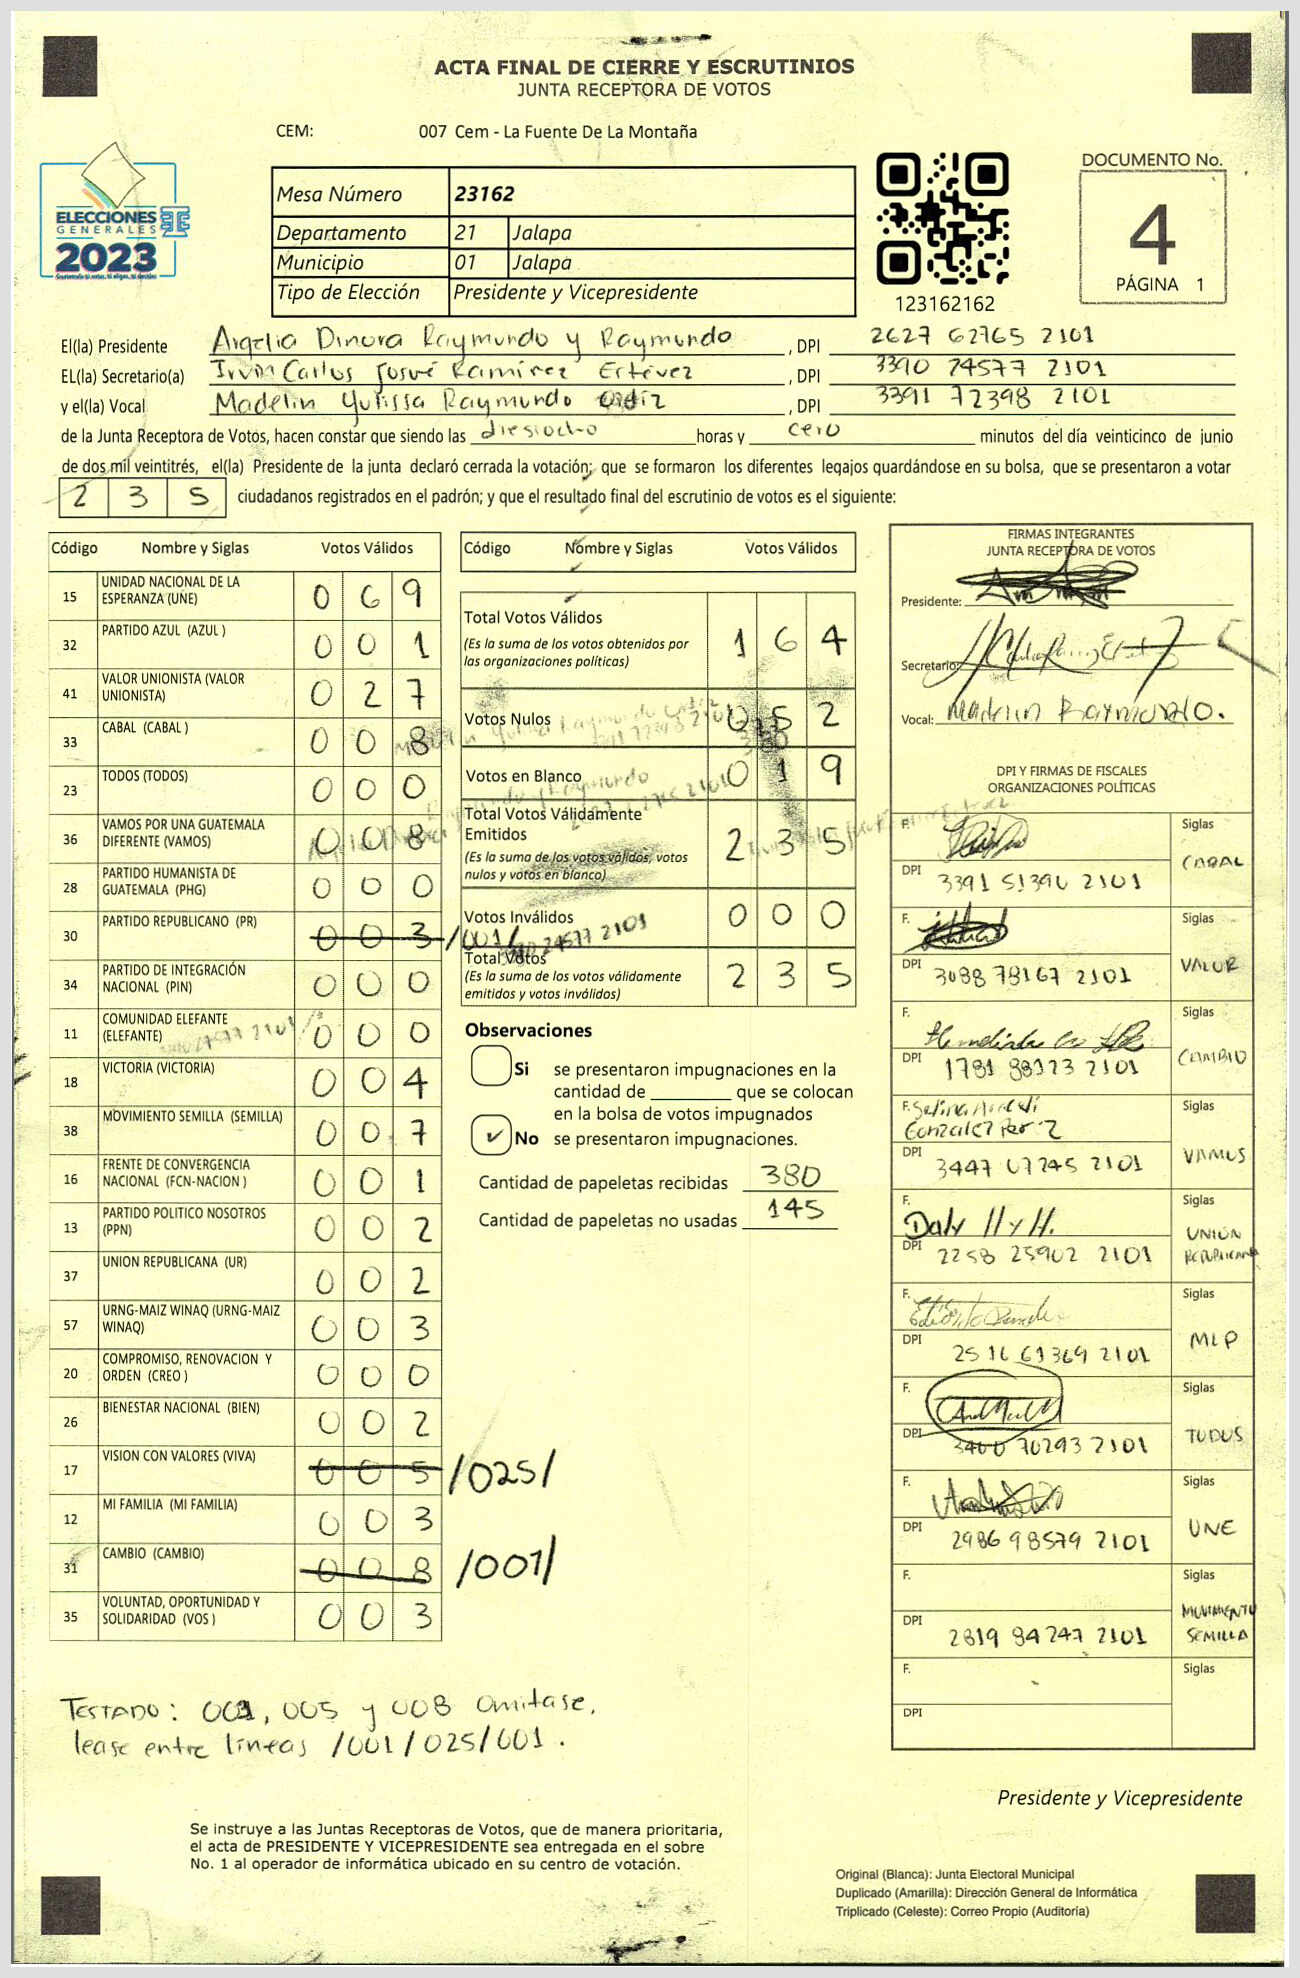 ACTA FINAL DE CIERRE Y ESCRUTINIOS
JUNTA RECEPTORA DE VOTOS
CEM: 007 Cem - La Fuente De La Montaña
ELECCIONES
GENERALES
2023
Mesa Número 23162
Departamento 21 Jalapa
Municipio 01 Jalapa
Tipo de Elección Presidente y Vicepresidente
123162162
DOCUMENTO No.
4
PÁGINA 1
El(la) Presidente Argelia Dinora Raymundo y Raymundo , DPI 2627 62765 2101
EL(la) Secretario(a) Irvin Carlos Josué Ramírez Estévez , DPI 3390 24577 2101
y el(la) Vocal Madelin Yulissa Raymundo Ordiz , DPI 3391 72398 2101
de la Junta Receptora de Votos, hacen constar que siendo las diesiocho horas y cero minutos del día veinticinco de junio
de dos mil veintitrés, el(la) Presidente de la junta declaró cerrada la votación; que se formaron los diferentes legajos guardándose en su bolsa, que se presentaron a votar
2 3 5 ciudadanos registrados en el padrón; y que el resultado final del escrutinio de votos es el siguiente:
Código Nombre y Siglas Votos Válidos
15 UNIDAD NACIONAL DE LA ESPERANZA (UNE) 0 6 9
32 PARTIDO AZUL (AZUL ) 0 0 1
41 VALOR UNIONISTA (VALOR UNIONISTA) 0 2 7
33 CABAL (CABAL ) 0 0 8
23 TODOS (TODOS) 0 0 0
36 VAMOS POR UNA GUATEMALA DIFERENTE (VAMOS) 0 0 8
28 PARTIDO HUMANISTA DE GUATEMALA (PHG) 0 0 0
30 PARTIDO REPUBLICANO (PR) 0 0 3 /001/
34 PARTIDO DE INTEGRACIÓN NACIONAL (PIN) 0 0 0
11 COMUNIDAD ELEFANTE (ELEFANTE) 0 0 0
18 VICTORIA (VICTORIA) 0 0 4
38 MOVIMIENTO SEMILLA (SEMILLA) 0 0 7
16 FRENTE DE CONVERGENCIA NACIONAL (FCN-NACION ) 0 0 1
13 PARTIDO POLITICO NOSOTROS (PPN) 0 0 2
37 UNION REPUBLICANA (UR) 0 0 2
57 URNG-MAIZ WINAQ (URNG-MAIZ WINAQ) 0 0 3
20 COMPROMISO, RENOVACION Y ORDEN (CREO ) 0 0 0
26 BIENESTAR NACIONAL (BIEN) 0 0 2
17 VISION CON VALORES (VIVA) 0 0 5 /025/
12 MI FAMILIA (MI FAMILIA) 0 0 3
31 CAMBIO (CAMBIO) 0 0 8 /001/
35 VOLUNTAD, OPORTUNIDAD Y SOLIDARIDAD (VOS ) 0 0 3
Código Nombre y Siglas Votos Válidos
Total Votos Válidos 1 6 4
(Es la suma de los votos obtenidos por
las organizaciones políticas)
Votos Nulos 0 5 2
Votos en Blanco 0 1 9
Total Votos Válidamente
Emitidos 2 3 5
(Es la suma de los votos válidos, votos
nulos y votos en blanco)
Votos Inválidos 0 0 0
Total Votos 2 3 5
(Es la suma de los votos válidamente
emitidos y votos inválidos)
Observaciones
Si se presentaron impugnaciones en la
cantidad de ________ que se colocan
en la bolsa de votos impugnados
✓ No se presentaron impugnaciones.
Cantidad de papeletas recibidas 380
Cantidad de papeletas no usadas 145
FIRMAS INTEGRANTES
JUNTA RECEPTORA DE VOTOS
Presidente:
Secretario:
Vocal: Madelin Raymundo.
DPI Y FIRMAS DE FISCALES
ORGANIZACIONES POLÍTICAS
F. Siglas CABAL
DPI 3391 51390 2101
F. Siglas VALOR
DPI 3088 78167 2101
F. Siglas CAMBIO
DPI 1781 88123 2101
F. Siglas VAMOS
DPI 3447 07245 2101
F. Siglas UNION REPUBLICANA
DPI 2258 25902 2101
F. Siglas MLP
DPI 2516 61369 2101
F. Siglas TODOS
DPI 3400 70293 2101
F. Siglas UNE
DPI 2986 98579 2101
F. Siglas MOVIMIENTO SEMILLA
DPI 2819 84247 2101
F. Siglas
DPI
TESTADO: 003, 005 y 008 Omitase,
lease entre líneas /001/025/001.
Presidente y Vicepresidente
Se instruye a las Juntas Receptoras de Votos, que de manera prioritaria,
el acta de PRESIDENTE Y VICEPRESIDENTE sea entregada en el sobre
No. 1 al operador de informática ubicado en su centro de votación.
Original (Blanca): Junta Electoral Municipal
Duplicado (Amarilla): Dirección General de Informática
Triplicado (Celeste): Correo Propio (Auditoría)